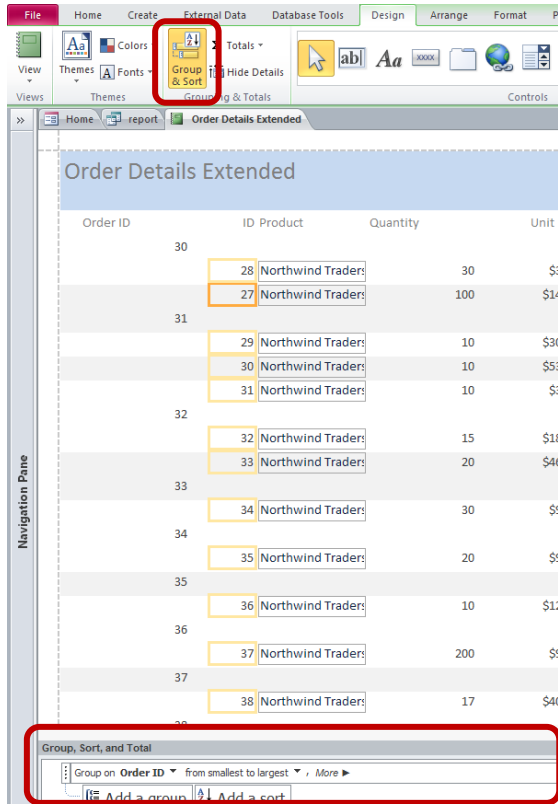 File Home Create External Data Database Tools Design Arrange Format
View
Aa Themes
Colors
A Fonts
A Z Group & Sort
Σ Totals
Hide Details
ab| Aa xxxx
Views Themes Grouping & Totals Controls
» Home report Order Details Extended
Navigation Pane
Order Details Extended
Order ID ID Product Quantity Unit
30
28 Northwind Traders 30
27 Northwind Traders 100
31
29 Northwind Traders 10
30 Northwind Traders 10
31 Northwind Traders 10
32
32 Northwind Traders 15
33 Northwind Traders 20
33
34 Northwind Traders 30
34
35 Northwind Traders 20
35
36 Northwind Traders 10
36
37 Northwind Traders 200
37
38 Northwind Traders 17
Group, Sort, and Total
Group on Order ID ▼ from smallest to largest ▼ , More ►
Add a group Add a sort